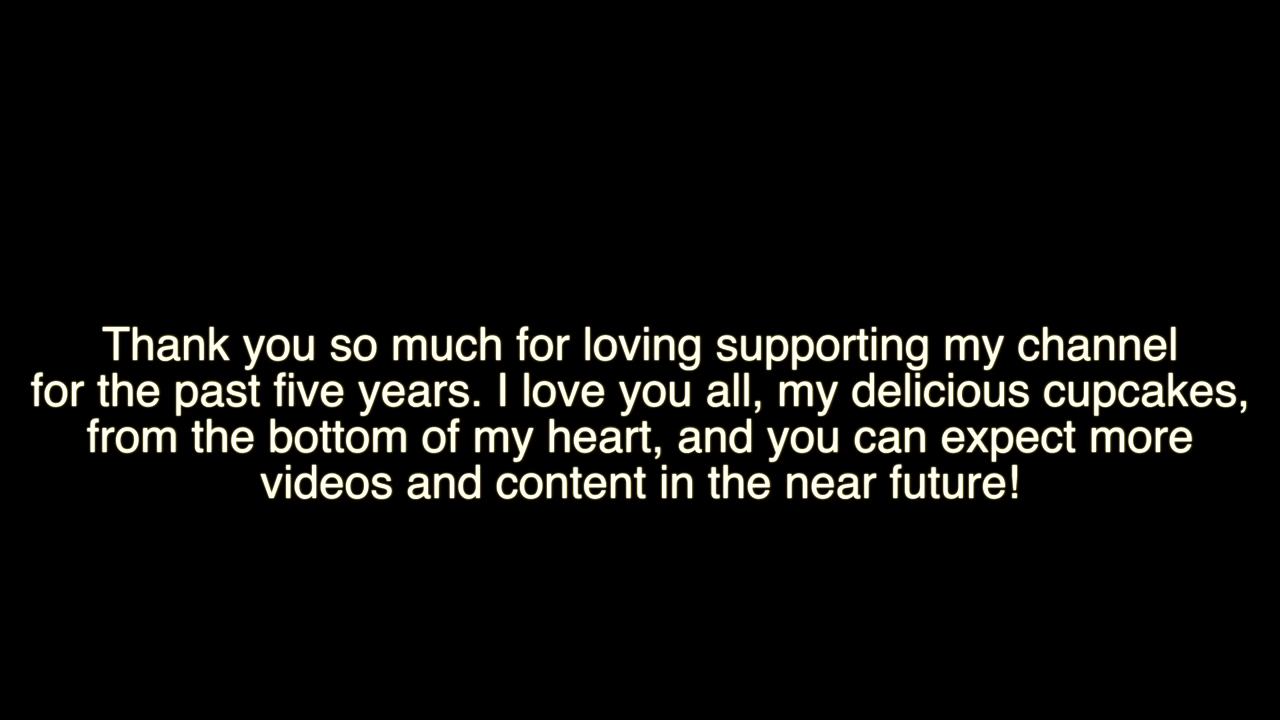 Thank you so much for loving supporting my channel
for the past five years. I love you all, my delicious cupcakes,
from the bottom of my heart, and you can expect more
videos and content in the near future!